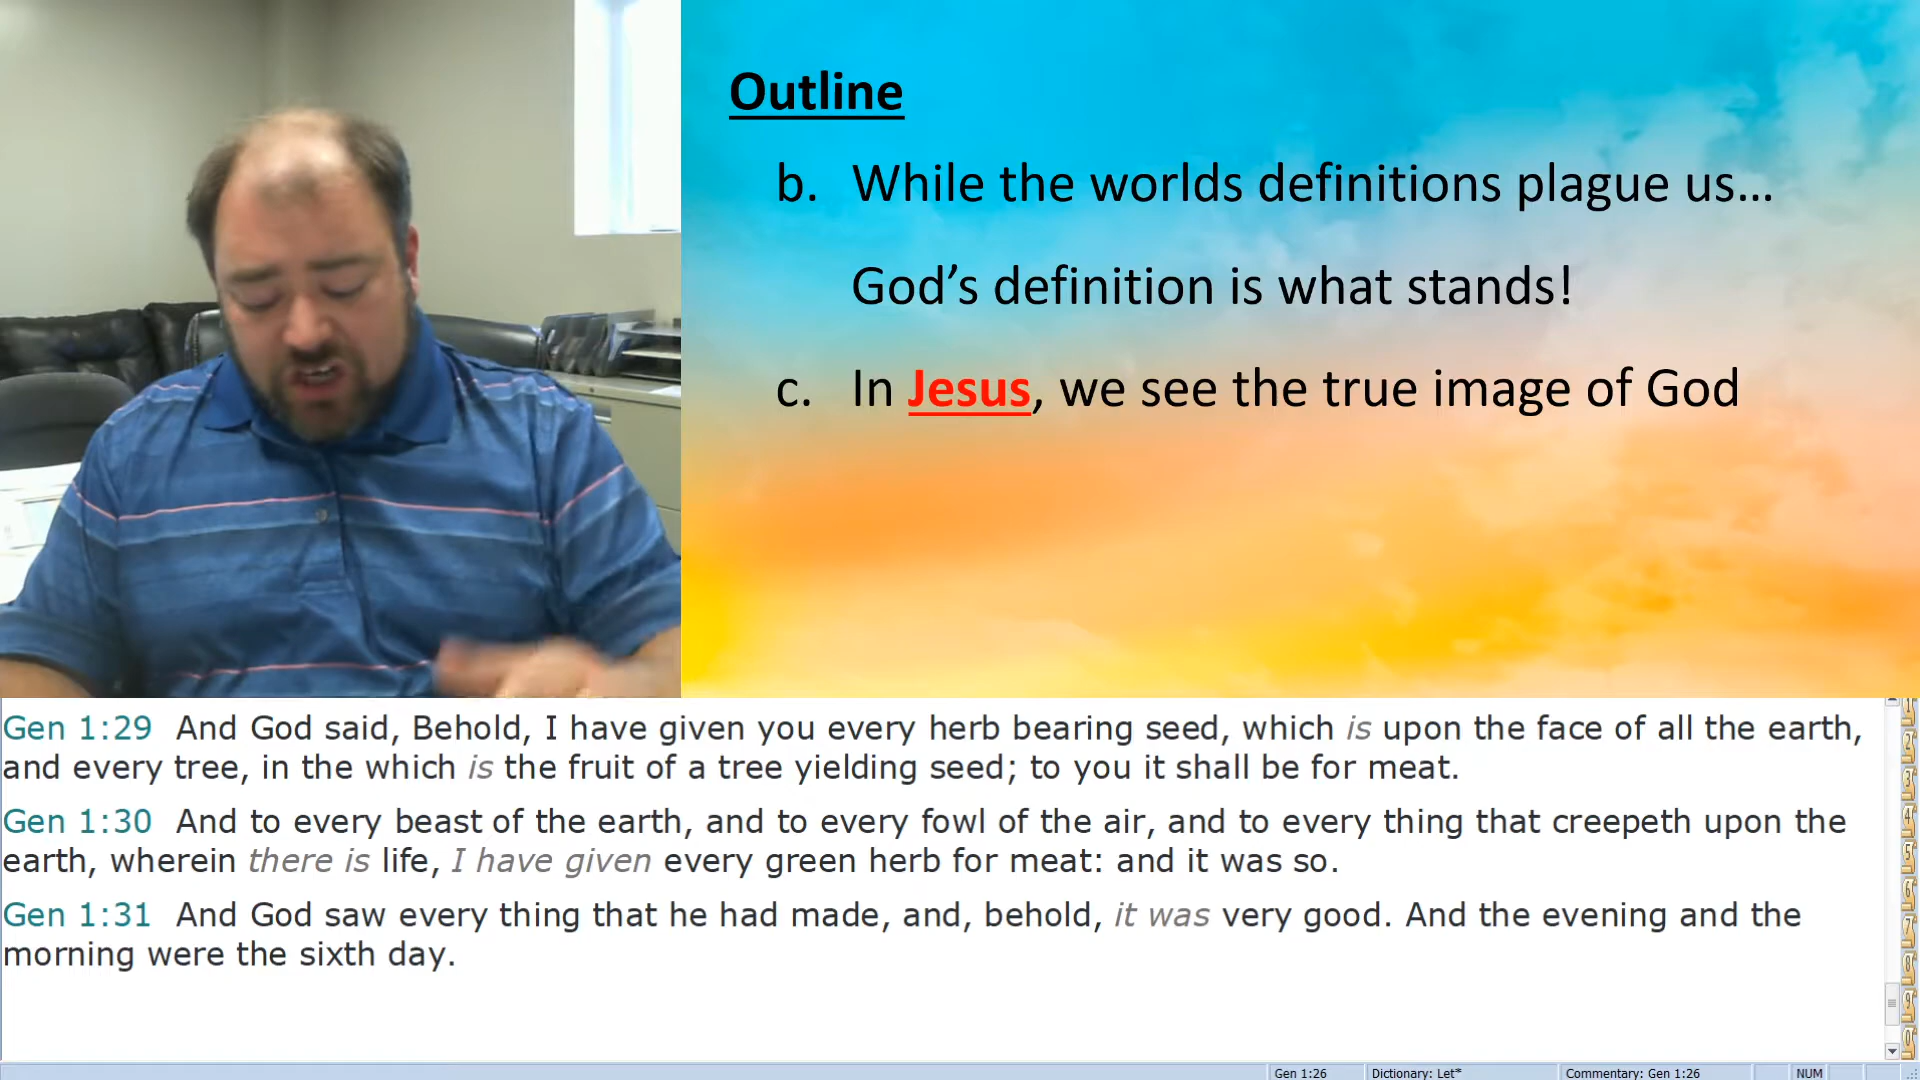 Outline
b. While the worlds definitions plague us...
God's definition is what stands!
c. In Jesus, we see the true image of God
Gen 1:29 And God said, Behold, I have given you every herb bearing seed, which is upon the face of all the earth,
and every tree, in the which is the fruit of a tree yielding seed; to you it shall be for meat.
Gen 1:30 And to every beast of the earth, and to every fowl of the air, and to every thing that creepeth upon the
earth, wherein there is life, I have given every green herb for meat: and it was so.
Gen 1:31 And God saw every thing that he had made, and, behold, it was very good. And the evening and the
morning were the sixth day.
Gen 1:26 Dictionary: Let* Commentary: Gen 1:26 NUM